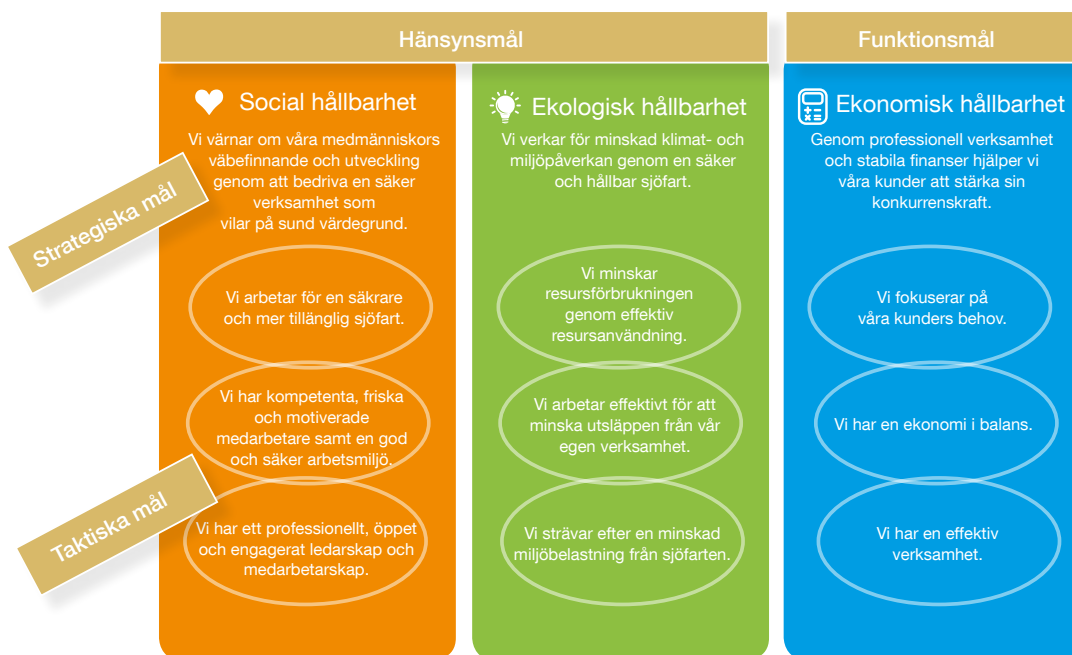 Hänsynsmål
Funktionsmål
Strategiska mål
Taktiska mål
Social hållbarhet
Vi värnar om våra medmänniskors
väbefinnande och utveckling
genom att bedriva en säker
verksamhet som
vilar på sund värdegrund.
Vi arbetar för en säkrare
och mer tillänglig sjöfart.
Vi har kompetenta, friska
och motiverade
medarbetare samt en god
och säker arbetsmiljö.
Vi har ett professionellt, öppet
och engagerat ledarskap och
medarbetarskap.
Ekologisk hållbarhet
Vi verkar för minskad klimat- och
miljöpåverkan genom en säker
och hållbar sjöfart.
Vi minskar
resursförbrukningen
genom effektiv
resursanvändning.
Vi arbetar effektivt för att
minska utsläppen från vår
egen verksamhet.
Vi strävar efter en minskad
miljöbelastning från sjöfarten.
Ekonomisk hållbarhet
Genom professionell verksamhet
och stabila finanser hjälper vi
våra kunder att stärka sin
konkurrenskraft.
Vi fokuserar på
våra kunders behov.
Vi har en ekonomi i balans.
Vi har en effektiv
verksamhet.